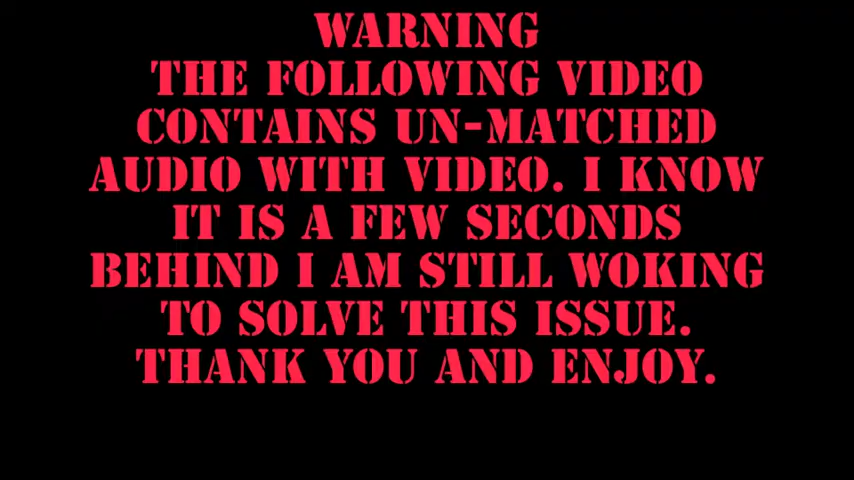 WARNING
THE FOLLOWING VIDEO
CONTAINS UN-MATCHED
AUDIO WITH VIDEO. I KNOW
IT IS A FEW SECONDS
BEHIND I AM STILL WOKING
TO SOLVE THIS ISSUE.
THANK YOU AND ENJOY.